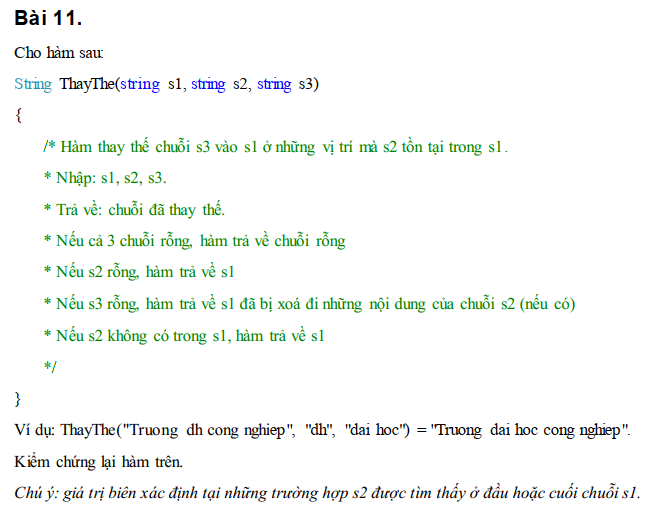 Bài 11.
Cho hàm sau:
String ThayThe(string s1, string s2, string s3)
{
/* Hàm thay thế chuỗi s3 vào s1 ở những vị trí mà s2 tồn tại trong s1.
* Nhập: s1, s2, s3.
* Trả về: chuỗi đã thay thế.
* Nếu cả 3 chuỗi rỗng, hàm trả về chuỗi rỗng
* Nếu s2 rỗng, hàm trả về s1
* Nếu s3 rỗng, hàm trả về s1 đã bị xoá đi những nội dung của chuỗi s2 (nếu có)
* Nếu s2 không có trong s1, hàm trả về s1
*/
}
Ví dụ: ThayThe("Truong dh cong nghiep", "dh", "dai hoc") = "Truong dai hoc cong nghiep".
Kiểm chứng lại hàm trên.
Chú ý: giá trị biên xác định tại những trường hợp s2 được tìm thấy ở đầu hoặc cuối chuỗi s1.